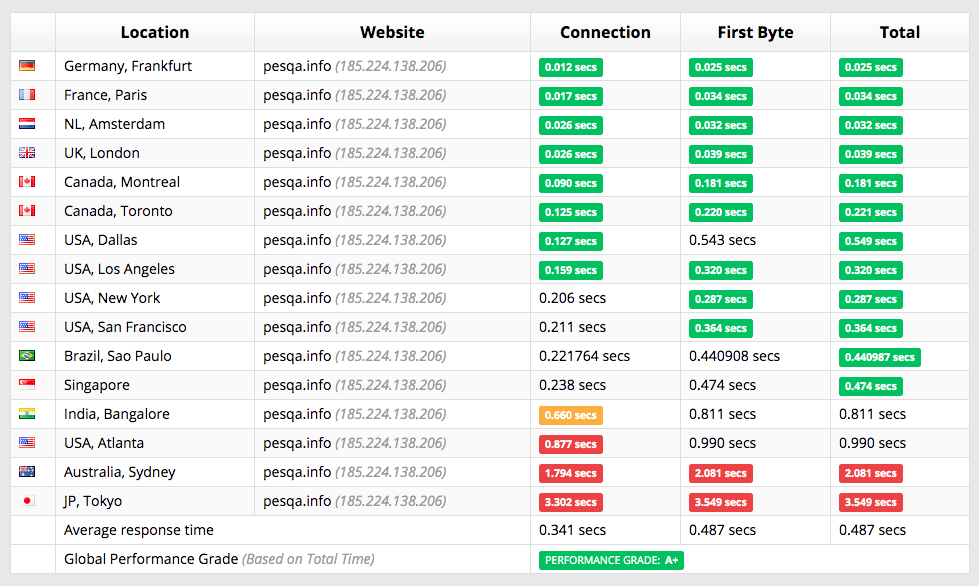 Location Website Connection First Byte Total
Germany, Frankfurt pesqa.info (185.224.138.206) 0.012 secs 0.025 secs 0.025 secs
France, Paris pesqa.info (185.224.138.206) 0.017 secs 0.034 secs 0.034 secs
NL, Amsterdam pesqa.info (185.224.138.206) 0.026 secs 0.032 secs 0.032 secs
UK, London pesqa.info (185.224.138.206) 0.026 secs 0.039 secs 0.039 secs
Canada, Montreal pesqa.info (185.224.138.206) 0.090 secs 0.181 secs 0.181 secs
Canada, Toronto pesqa.info (185.224.138.206) 0.125 secs 0.220 secs 0.221 secs
USA, Dallas pesqa.info (185.224.138.206) 0.127 secs 0.543 secs 0.549 secs
USA, Los Angeles pesqa.info (185.224.138.206) 0.159 secs 0.320 secs 0.320 secs
USA, New York pesqa.info (185.224.138.206) 0.206 secs 0.287 secs 0.287 secs
USA, San Francisco pesqa.info (185.224.138.206) 0.211 secs 0.364 secs 0.364 secs
Brazil, Sao Paulo pesqa.info (185.224.138.206) 0.221764 secs 0.440908 secs 0.440987 secs
Singapore pesqa.info (185.224.138.206) 0.238 secs 0.474 secs 0.474 secs
India, Bangalore pesqa.info (185.224.138.206) 0.660 secs 0.811 secs 0.811 secs
USA, Atlanta pesqa.info (185.224.138.206) 0.877 secs 0.990 secs 0.990 secs
Australia, Sydney pesqa.info (185.224.138.206) 1.794 secs 2.081 secs 2.081 secs
JP, Tokyo pesqa.info (185.224.138.206) 3.302 secs 3.549 secs 3.549 secs
Average response time 0.341 secs 0.487 secs 0.487 secs
Global Performance Grade (Based on Total Time) PERFORMANCE GRADE: A+